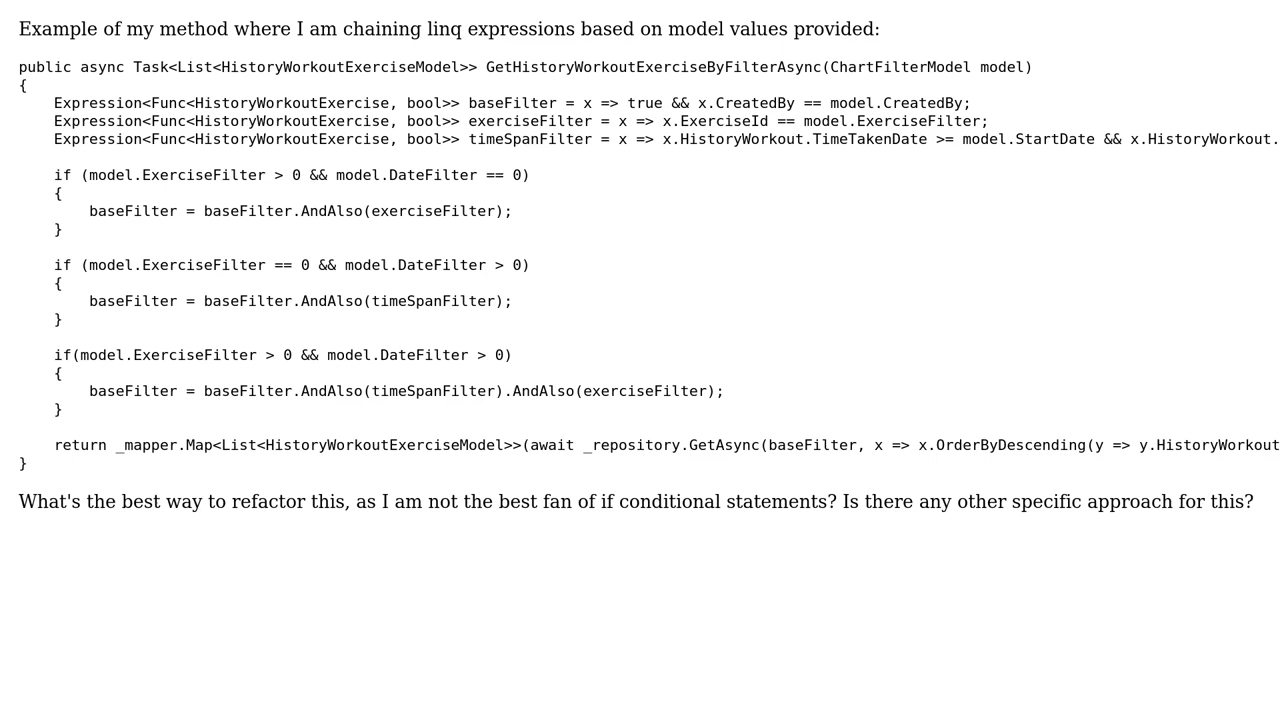 Example of my method where I am chaining linq expressions based on model values provided:
public async Task<List<HistoryWorkoutExerciseModel>> GetHistoryWorkoutExerciseByFilterAsync(ChartFilterModel model)
{
    Expression<Func<HistoryWorkoutExercise, bool>> baseFilter = x => true && x.CreatedBy == model.CreatedBy;
    Expression<Func<HistoryWorkoutExercise, bool>> exerciseFilter = x => x.ExerciseId == model.ExerciseFilter;
    Expression<Func<HistoryWorkoutExercise, bool>> timeSpanFilter = x => x.HistoryWorkout.TimeTakenDate >= model.StartDate && x.HistoryWorkout.
    if (model.ExerciseFilter > 0 && model.DateFilter == 0)
    {
        baseFilter = baseFilter.AndAlso(exerciseFilter);
    }
    if (model.ExerciseFilter == 0 && model.DateFilter > 0)
    {
        baseFilter = baseFilter.AndAlso(timeSpanFilter);
    }
    if(model.ExerciseFilter > 0 && model.DateFilter > 0)
    {
        baseFilter = baseFilter.AndAlso(timeSpanFilter).AndAlso(exerciseFilter);
    }
    return _mapper.Map<List<HistoryWorkoutExerciseModel>>(await _repository.GetAsync(baseFilter, x => x.OrderByDescending(y => y.HistoryWorkout
}
What's the best way to refactor this, as I am not the best fan of if conditional statements? Is there any other specific approach for this?